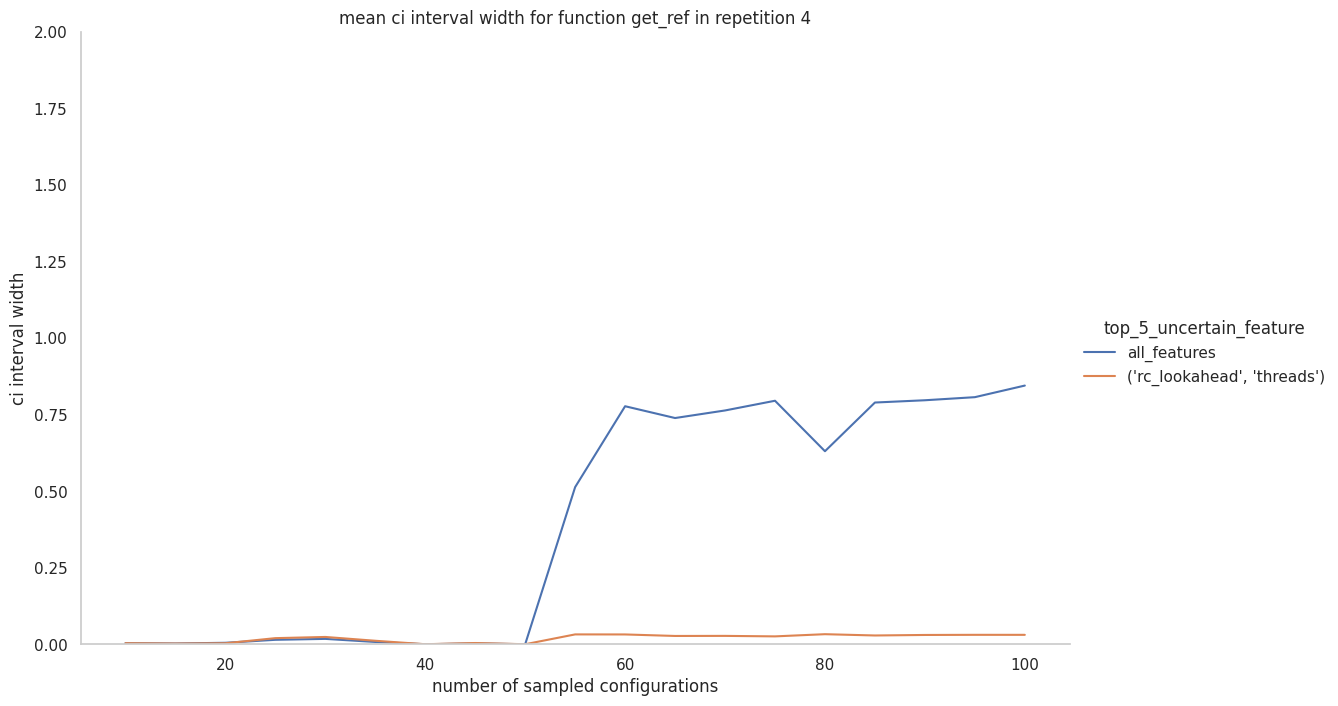 mean ci interval width for function get_ref in repetition 4
2.00
1.75
1.50
1.25
1.00
0.75
0.50
0.25
0.00
ci interval width
20
40
60
80
100
number of sampled configurations
top_5_uncertain_feature
all_features
('rc_lookahead', 'threads')